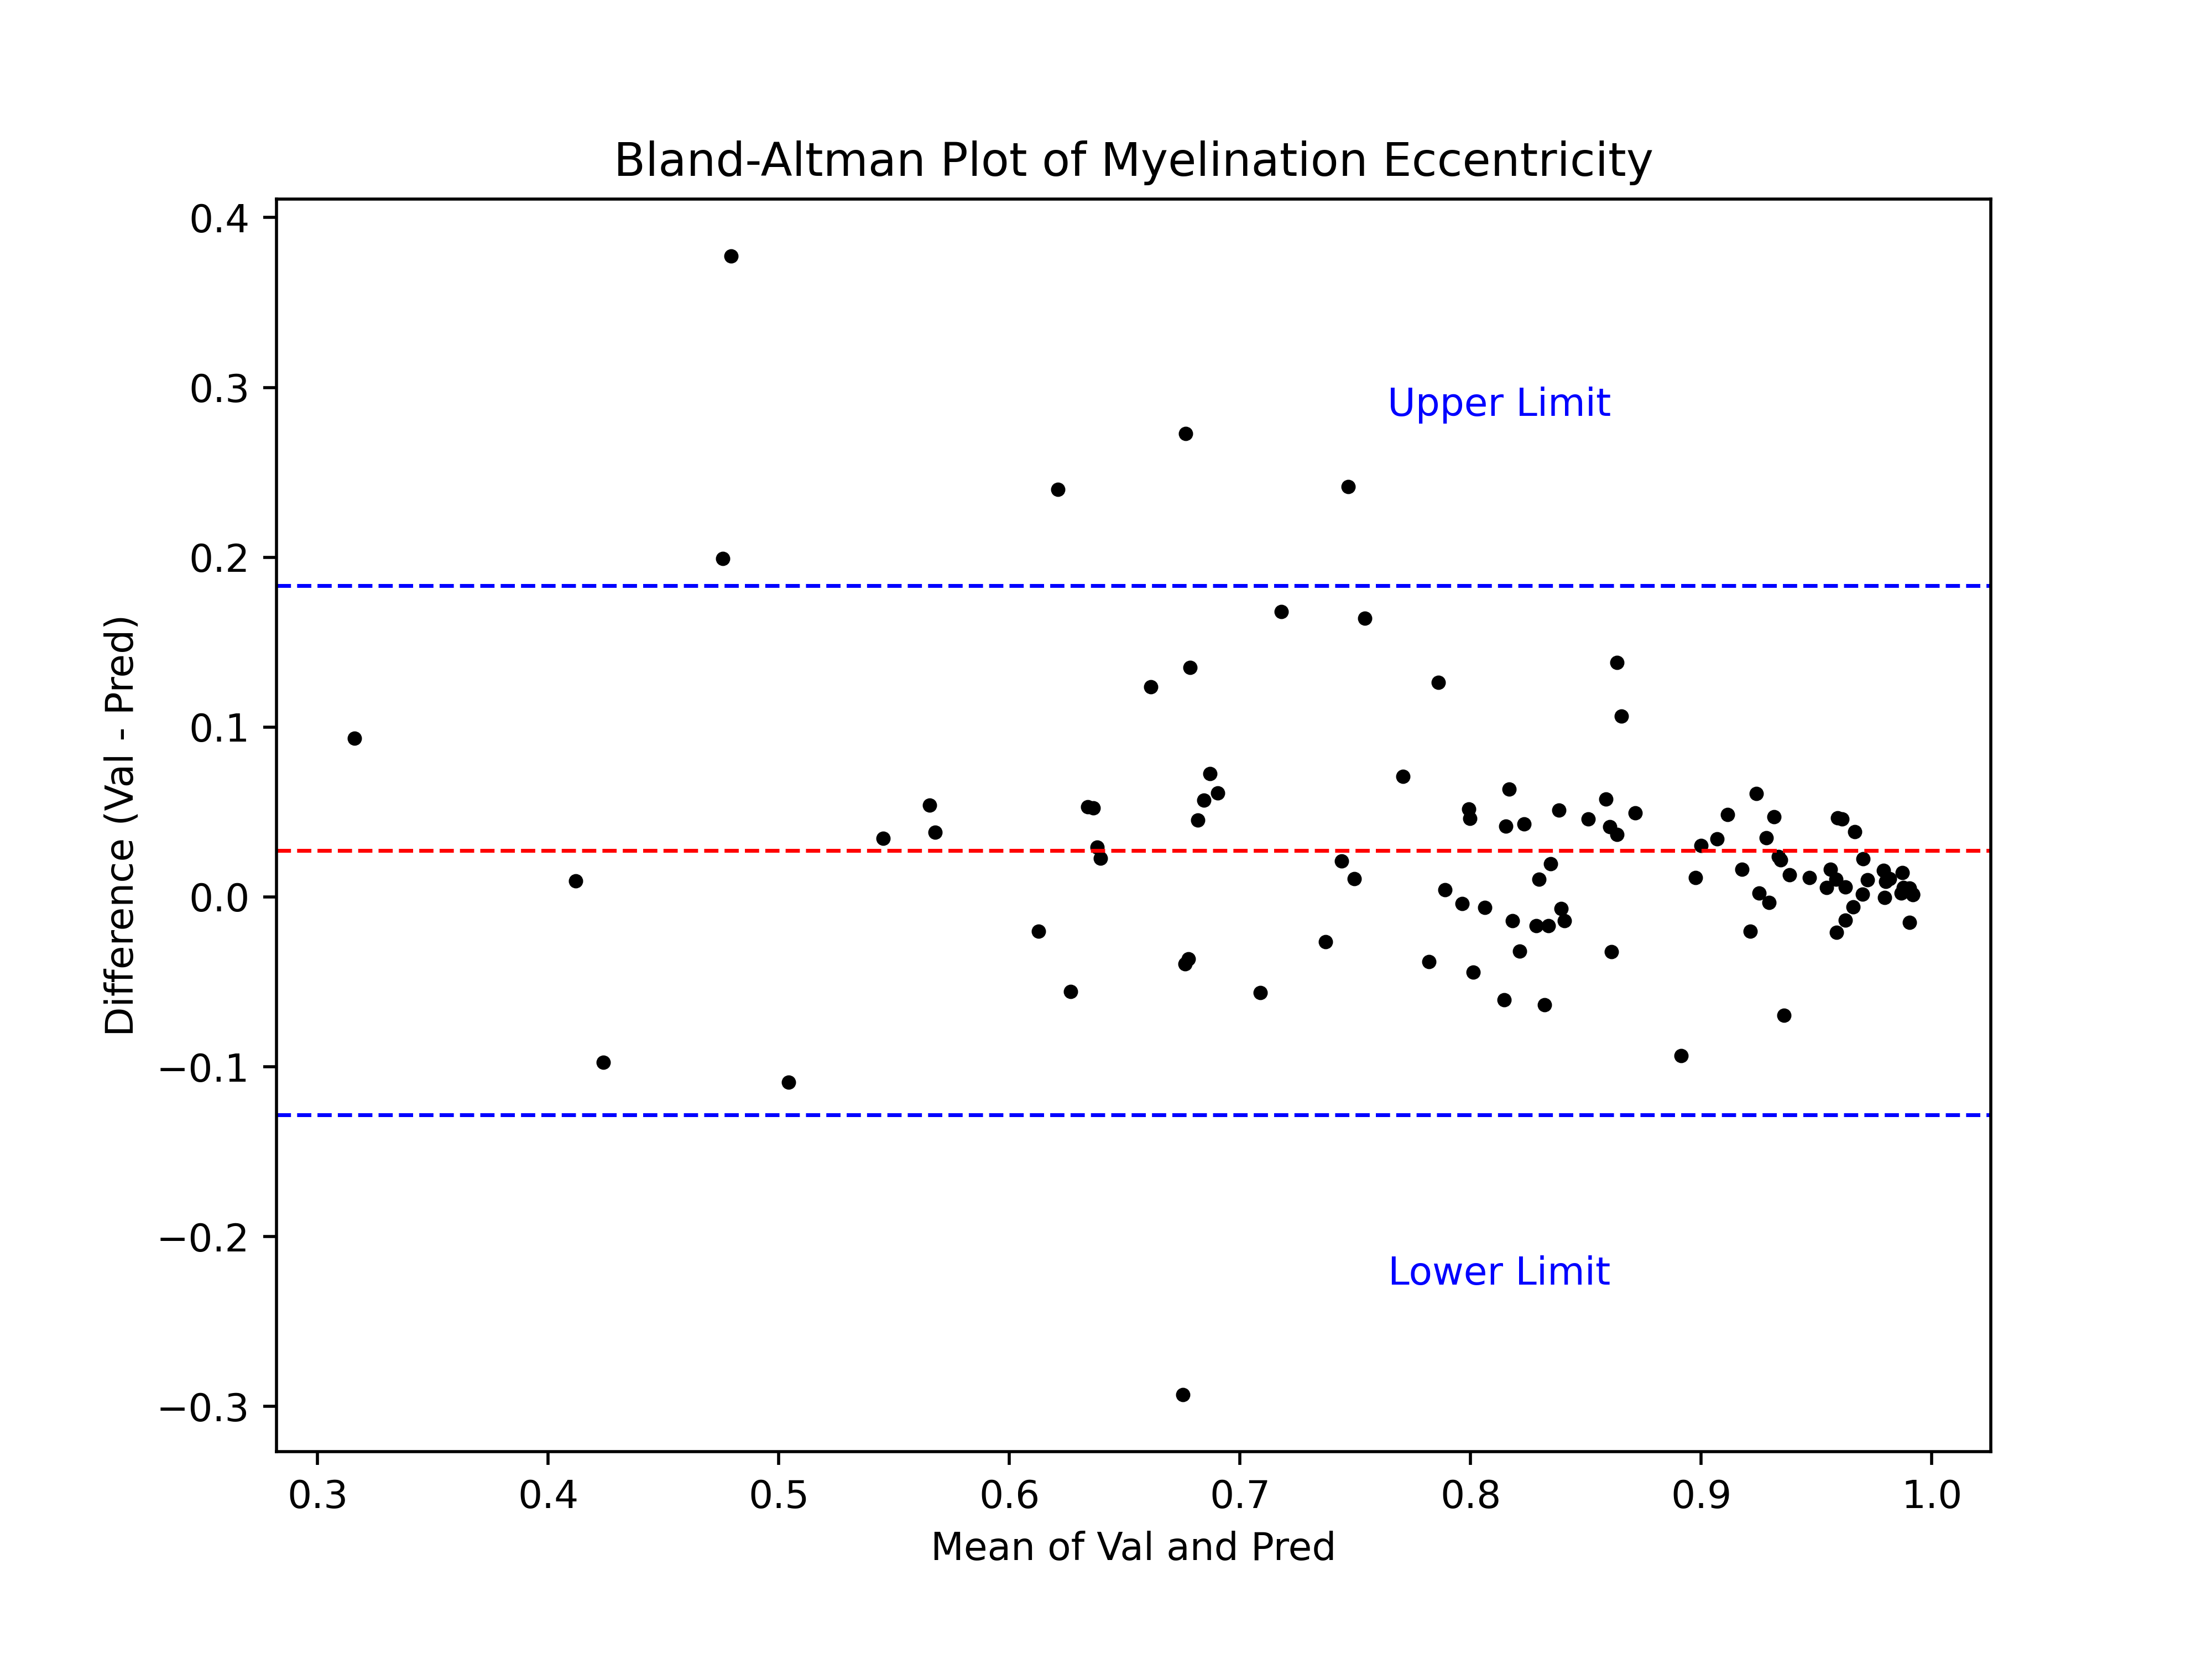 Bland-Altman Plot of Myelination Eccentricity
0.4
0.3
0.2
0.1
0.0
−0.1
−0.2
−0.3
Difference (Val - Pred)
Upper Limit
Lower Limit
0.3 0.4 0.5 0.6 0.7 0.8 0.9 1.0
Mean of Val and Pred